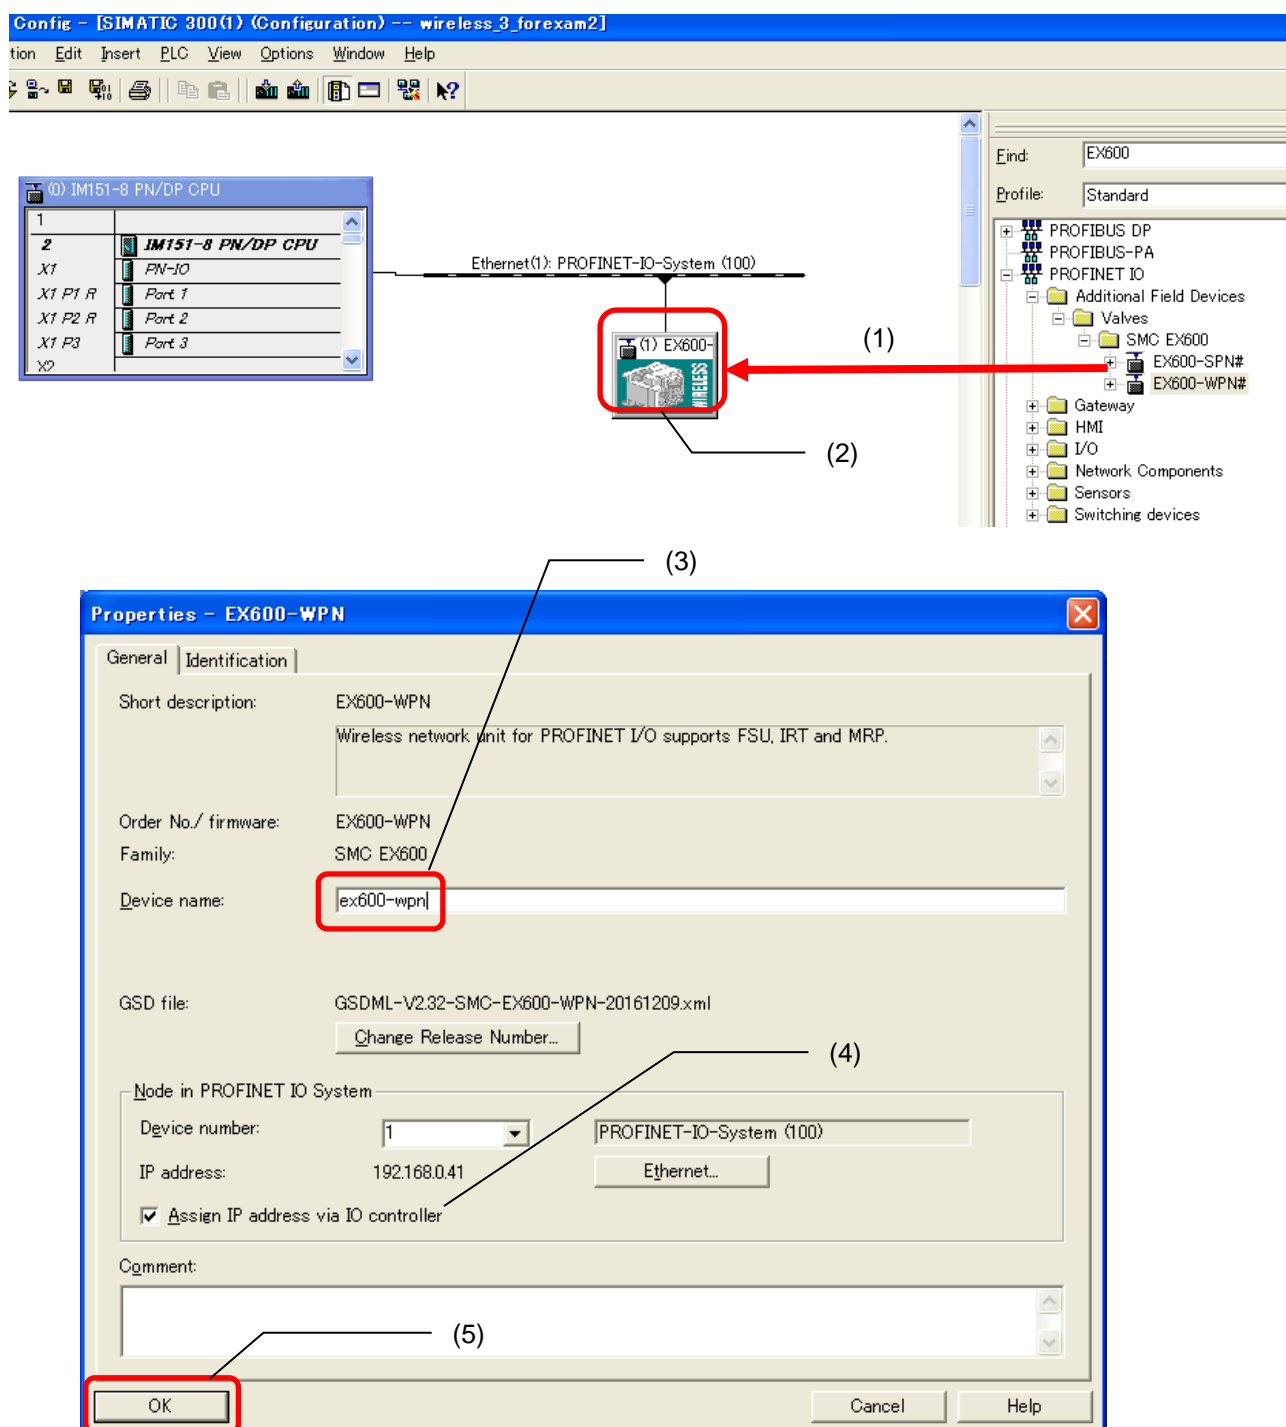 Config - [SIMATIC 300(1) (Configuration) -- wireless_3_forexam2]
tion Edit Insert PLC View Options Window Help
(0) IM151-8 PN/DP CPU
1
2 IM151-8 PN/DP CPU
X1 PN-IO
X1 P1 R Port 1
X1 P2 R Port 2
X1 P3 Port 3
X2
Ethernet(1): PROFINET-IO-System (100)
(1) EX600-
WIRELESS
(1)
(2)
Find: EX600
Profile: Standard
PROFIBUS DP
PROFIBUS-PA
PROFINET IO
Additional Field Devices
Valves
SMC EX600
EX600-SPN#
EX600-WPN#
Gateway
HMI
I/O
Network Components
Sensors
Switching devices
(3)
Properties - EX600-WPN
General Identification
Short description: EX600-WPN
Wireless network unit for PROFINET I/O supports FSU, IRT and MRP.
Order No./ firmware: EX600-WPN
Family: SMC EX600
Device name: ex600-wpn
GSD file: GSDML-V2.32-SMC-EX600-WPN-20161209.xml
Change Release Number...
(4)
Node in PROFINET IO System
Device number: 1 PROFINET-IO-System (100)
IP address: 192.168.0.41 Ethernet...
Assign IP address via IO controller
Comment:
(5)
OK Cancel Help